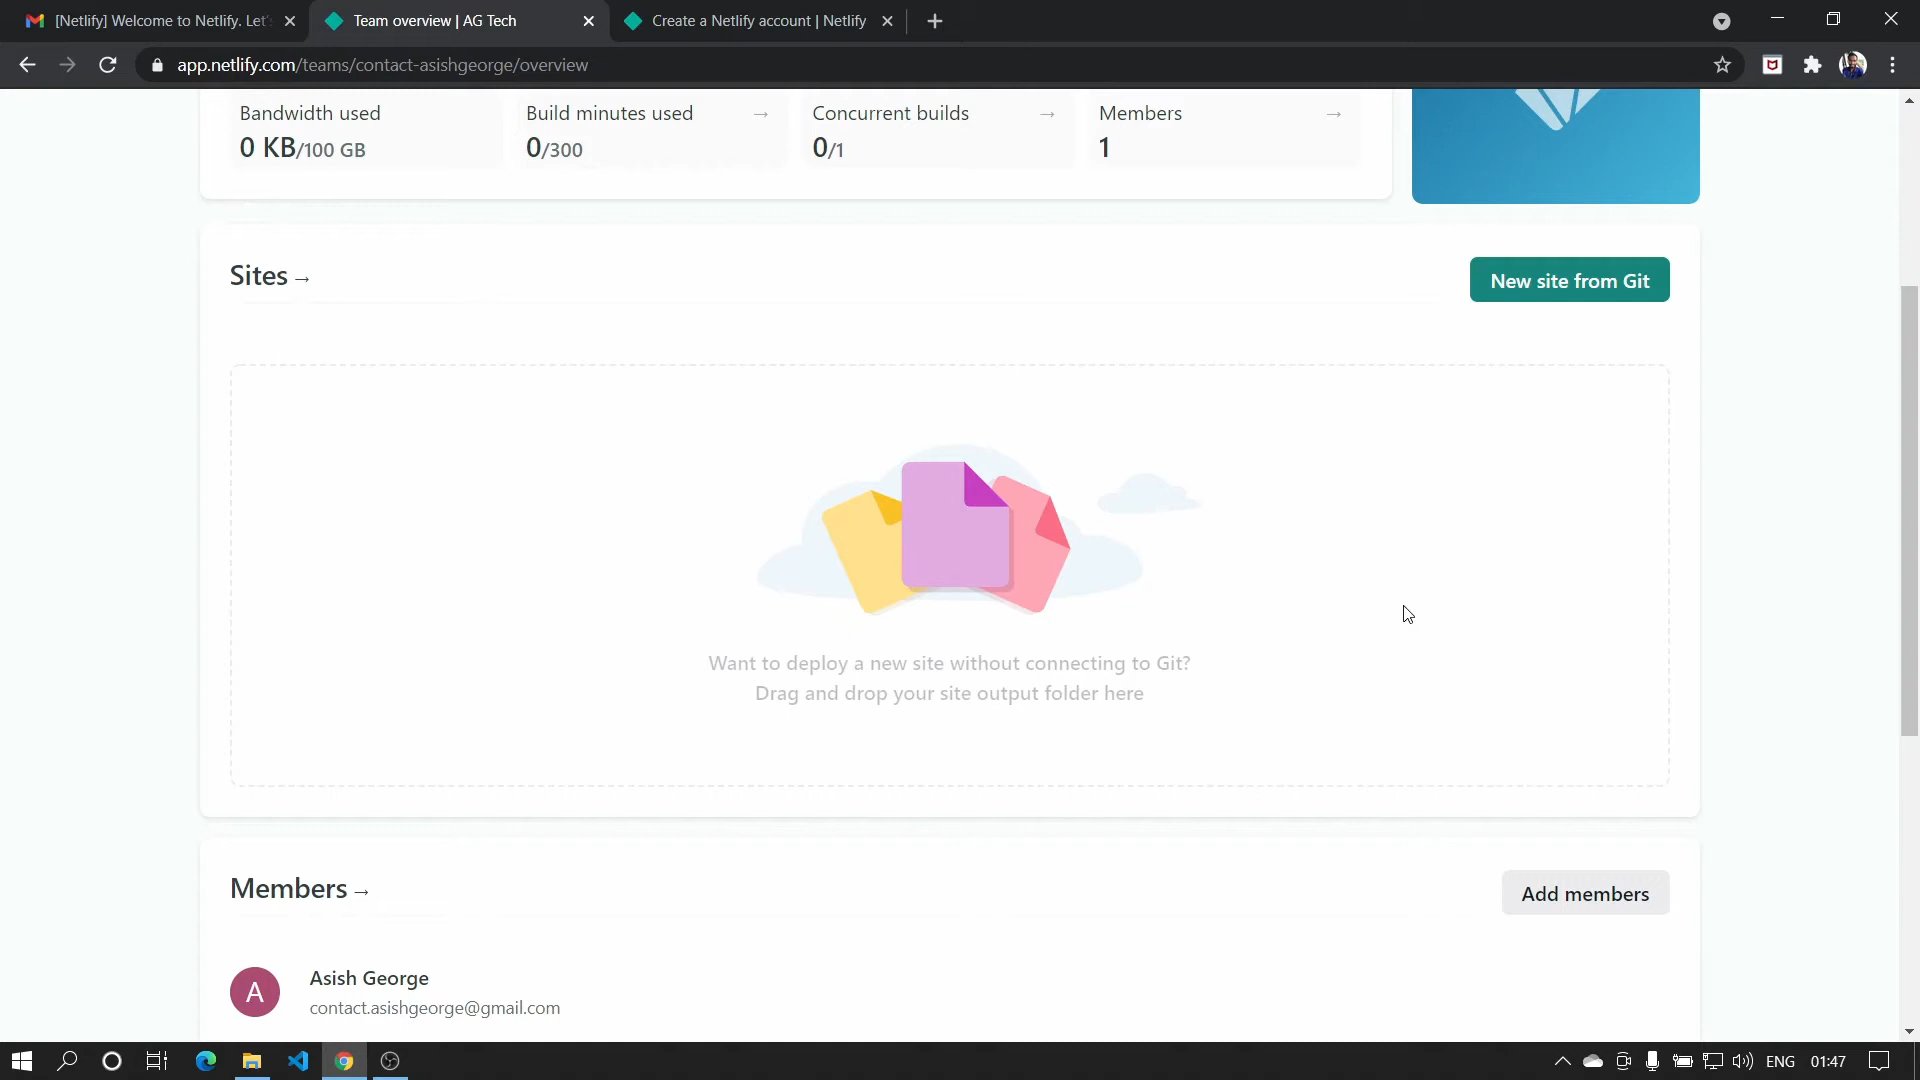 [Netlify] Welcome to Netlify. Let'
Team overview | AG Tech
Create a Netlify account | Netlify
app.netlify.com/teams/contact-asishgeorge/overview
Bandwidth used
0 KB/100 GB
Build minutes used →
0/300
Concurrent builds →
0/1
Members →
1
Sites →
New site from Git
Want to deploy a new site without connecting to Git?
Drag and drop your site output folder here
Members →
Add members
A
Asish George
contact.asishgeorge@gmail.com
ENG
01:47